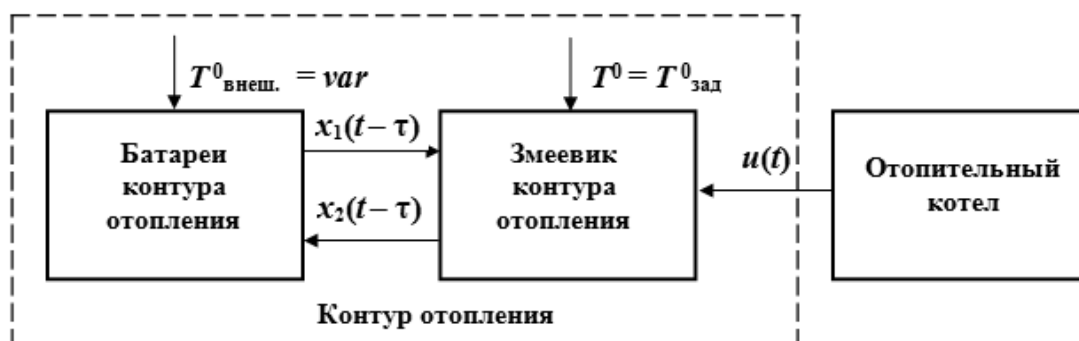 T⁰внеш. = var
T⁰ = T⁰зад
Батареи
контура
отопления
x₁(t – τ)
x₂(t – τ)
Змеевик
контура
отопления
u(t)
Отопительный
котел
Контур отопления